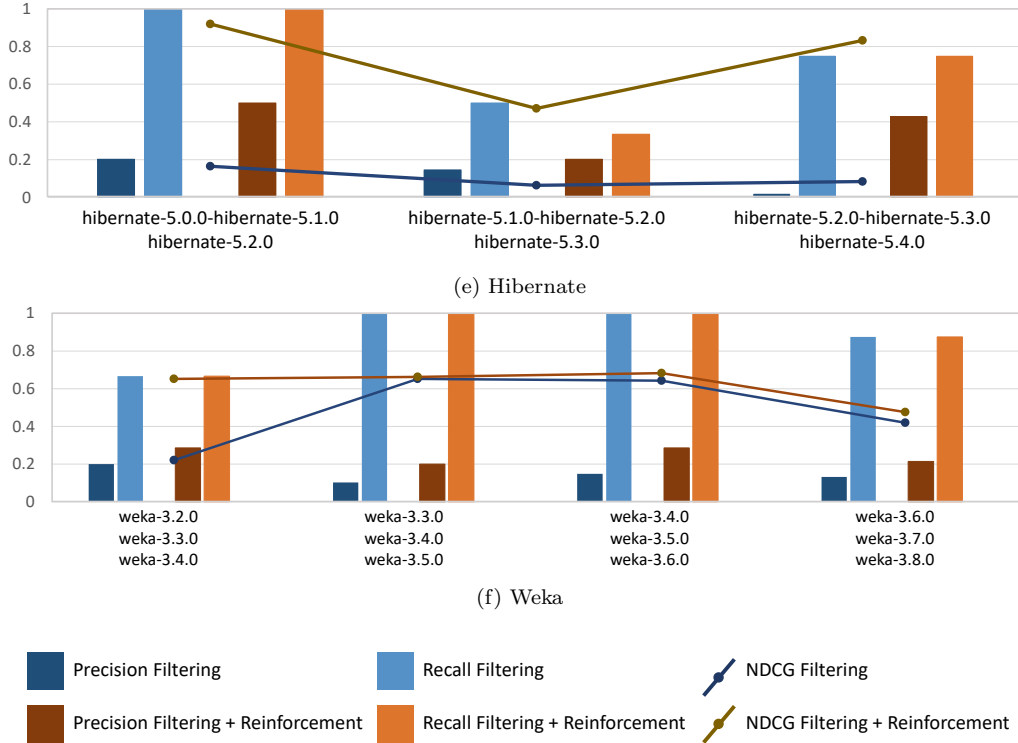 1
0.8
0.6
0.4
0.2
0
hibernate-5.0.0-hibernate-5.1.0
hibernate-5.2.0
hibernate-5.1.0-hibernate-5.2.0
hibernate-5.3.0
hibernate-5.2.0-hibernate-5.3.0
hibernate-5.4.0
(e) Hibernate
1
0.8
0.6
0.4
0.2
0
weka-3.2.0
weka-3.3.0
weka-3.4.0
weka-3.3.0
weka-3.4.0
weka-3.5.0
weka-3.4.0
weka-3.5.0
weka-3.6.0
weka-3.6.0
weka-3.7.0
weka-3.8.0
(f) Weka
Precision Filtering
Recall Filtering
NDCG Filtering
Precision Filtering + Reinforcement
Recall Filtering + Reinforcement
NDCG Filtering + Reinforcement